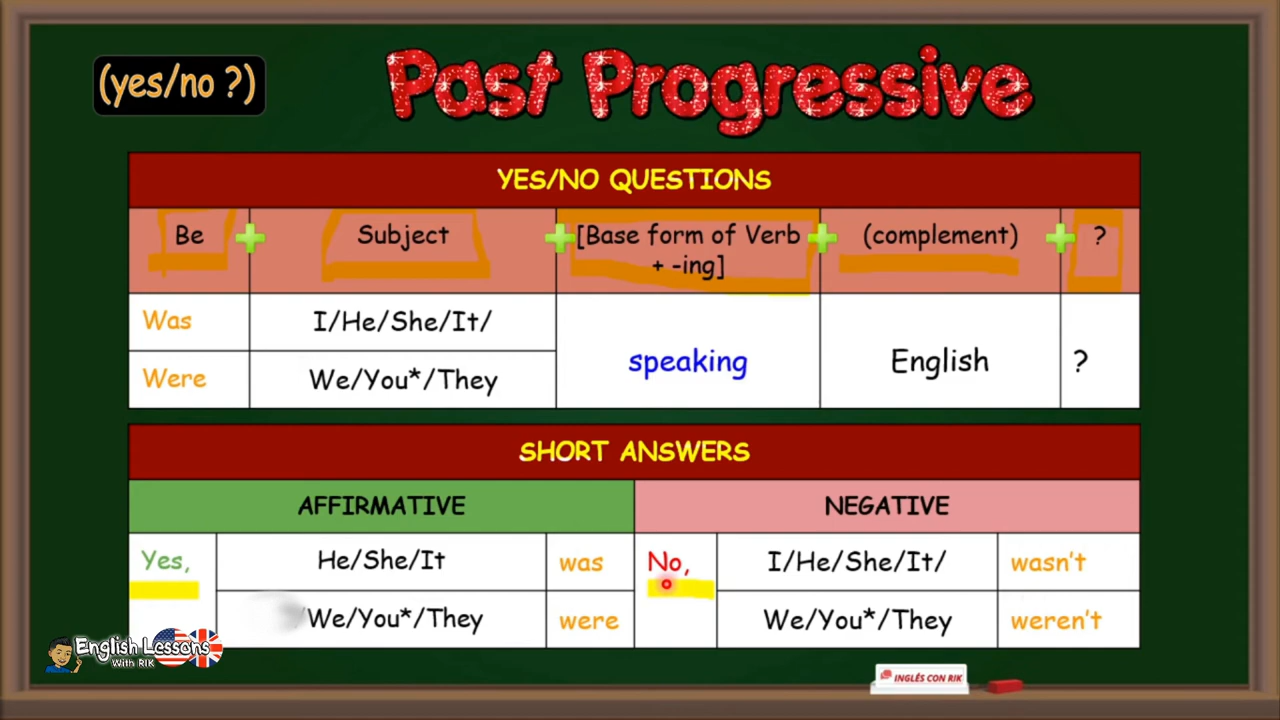 (yes/no ?)
Past Progressive
YES/NO QUESTIONS
Be + Subject + [Base form of Verb + -ing] + (complement) + ?
Was I/He/She/It/
speaking English ?
Were We/You*/They
SHORT ANSWERS
AFFIRMATIVE NEGATIVE
Yes, He/She/It was No, I/He/She/It/ wasn't
/We/You*/They were We/You*/They weren't
English Lessons
With RIK
INGLÉS CON RIK